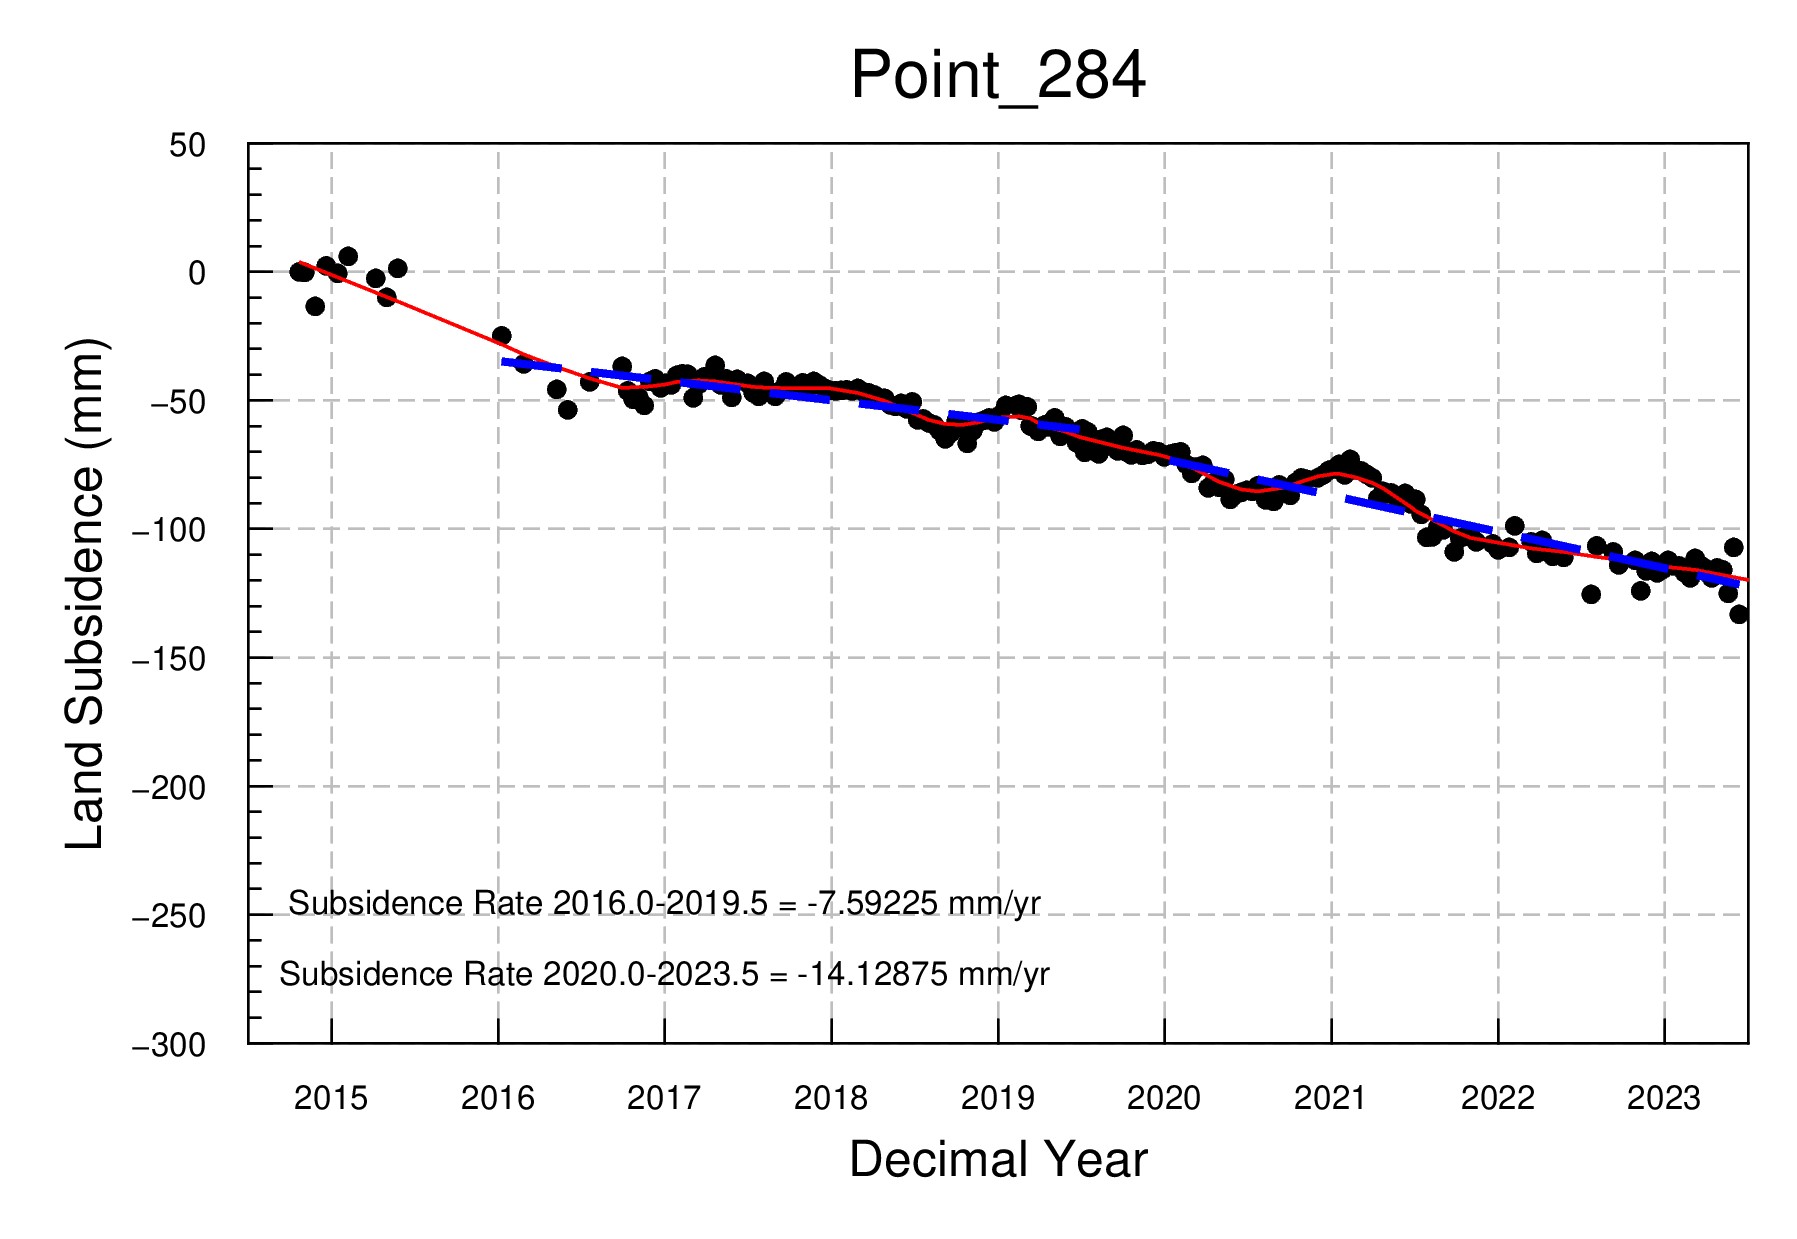 Point_284
50
0
−50
−100
−150
−200
−250
−300
Land Subsidence (mm)
Subsidence Rate 2016.0-2019.5 = -7.59225 mm/yr
Subsidence Rate 2020.0-2023.5 = -14.12875 mm/yr
2015 2016 2017 2018 2019 2020 2021 2022 2023
Decimal Year